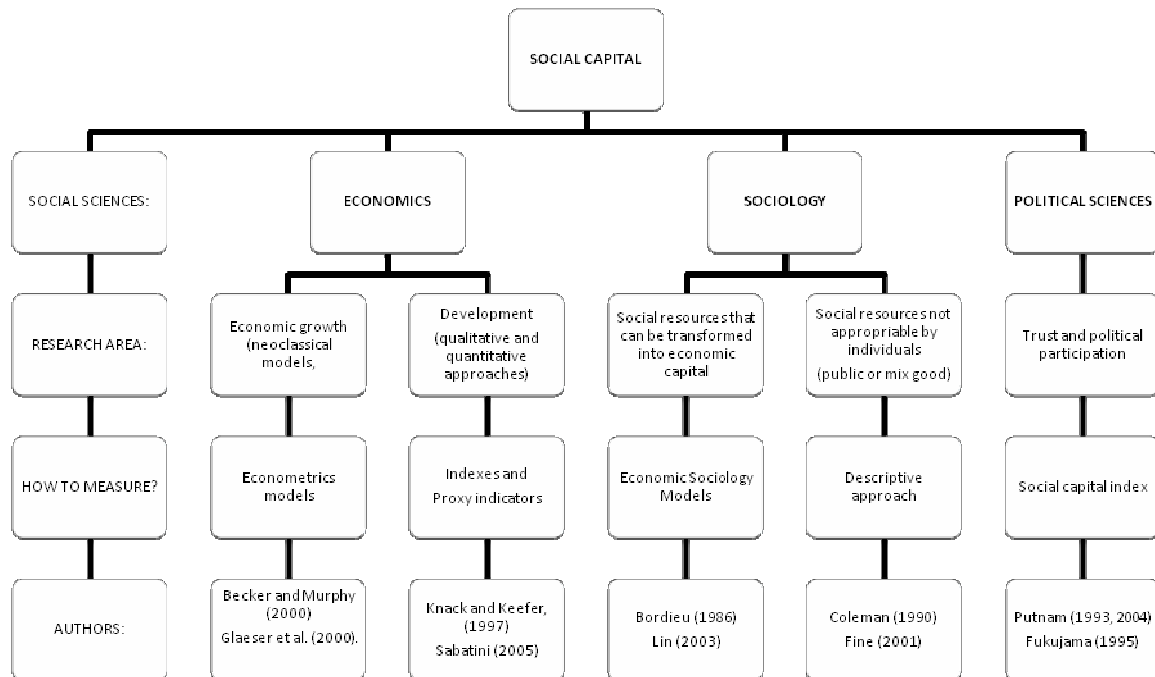 SOCIAL CAPITAL
SOCIAL SCIENCES:
ECONOMICS
SOCIOLOGY
POLITICAL SCIENCES
RESEARCH AREA:
Economic growth
(neoclassical models,
Development
(qualitative and
quantitative
approaches)
Social resources that
can be transformed
into economic
capital
Social resources not
appropriable by
individuals
(public or mix good)
Trust and political
participation
HOW TO MEASURE?
Econometrics
models
Indexes and
Proxy indicators
Economic Sociology
Models
Descriptive
approach
Social capital index
AUTHORS:
Becker and Murphy
(2000)
Glaeser et al. (2000).
Knack and Keefer,
(1997)
Sabatini (2005)
Bordieu (1986)
Lin (2003)
Coleman (1990)
Fine (2001)
Putnam (1993, 2004)
Fukujama (1995)